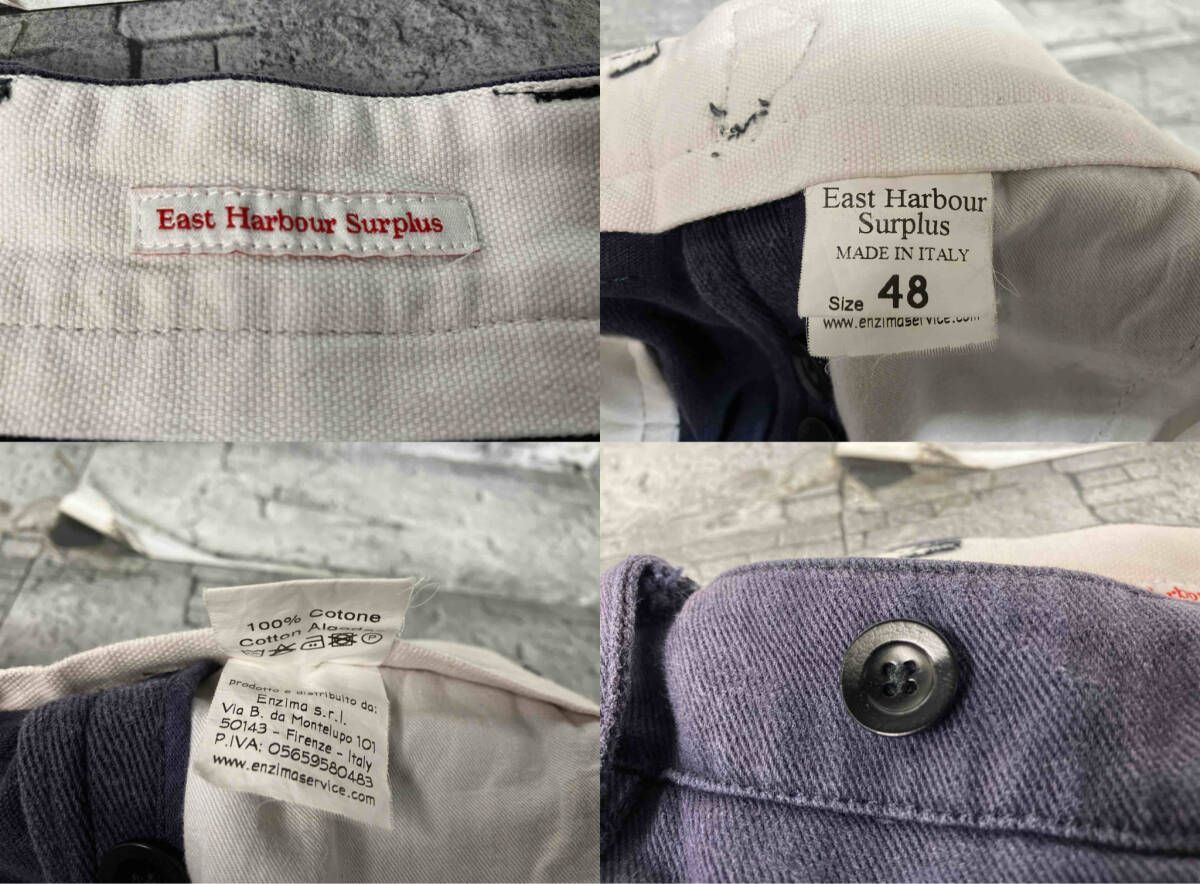 East Harbour Surplus
East Harbour
Surplus
MADE IN ITALY
Size 48
www.enzimaservice.com
100% Cotone
Cotton
P
prodotto e distribuito da:
Enzima s.r.l.
Via B. da Montelupo 101
50143 - Firenze - Italy
P.IVA: 05659580483
www.enzimaservice.com